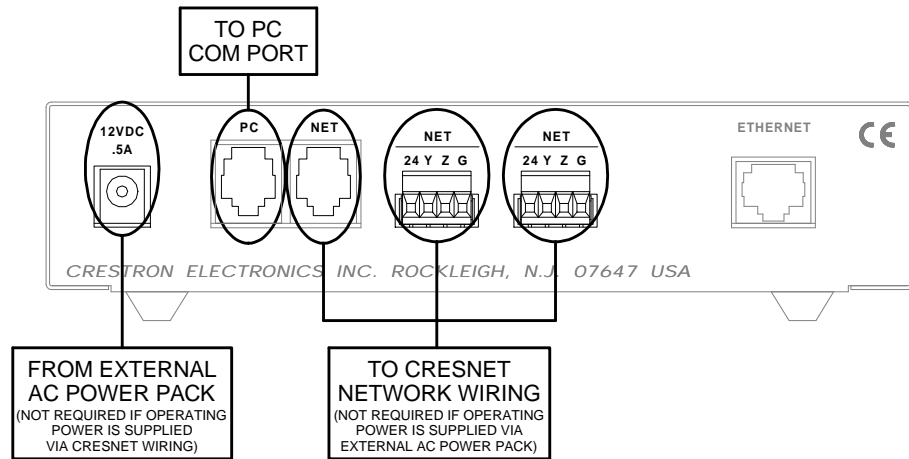 TO PC
COM PORT
12VDC
.5A
PC
NET
NET
24 Y Z G
NET
24 Y Z G
ETHERNET
CE
CRESTRON ELECTRONICS INC. ROCKLEIGH, N.J. 07647 USA
FROM EXTERNAL
AC POWER PACK
(NOT REQUIRED IF OPERATING
POWER IS SUPPLIED
VIA CRESNET WIRING)
TO CRESNET
NETWORK WIRING
(NOT REQUIRED IF OPERATING
POWER IS SUPPLIED VIA
EXTERNAL AC POWER PACK)